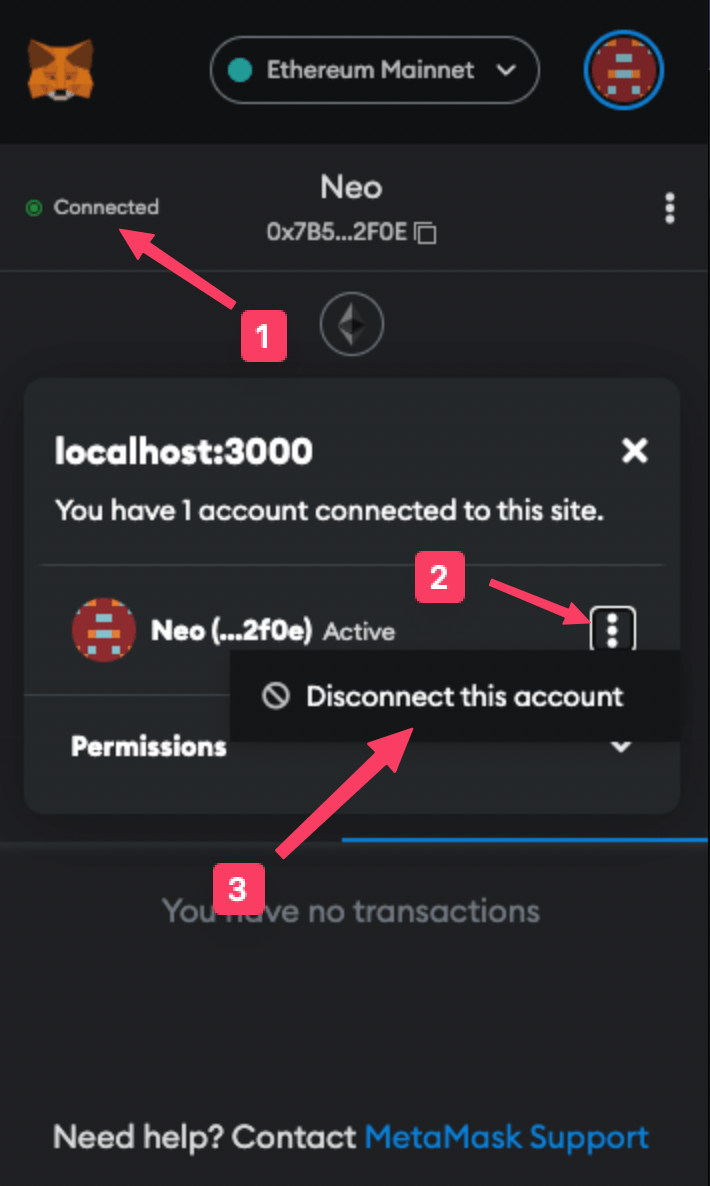 Ethereum Mainnet
Connected
Neo
0x7B5...2F0E
1
localhost:3000
You have 1 account connected to this site.
2
Neo (...2f0e) Active
Disconnect this account
Permissions
3
You have no transactions
Need help? Contact MetaMask Support